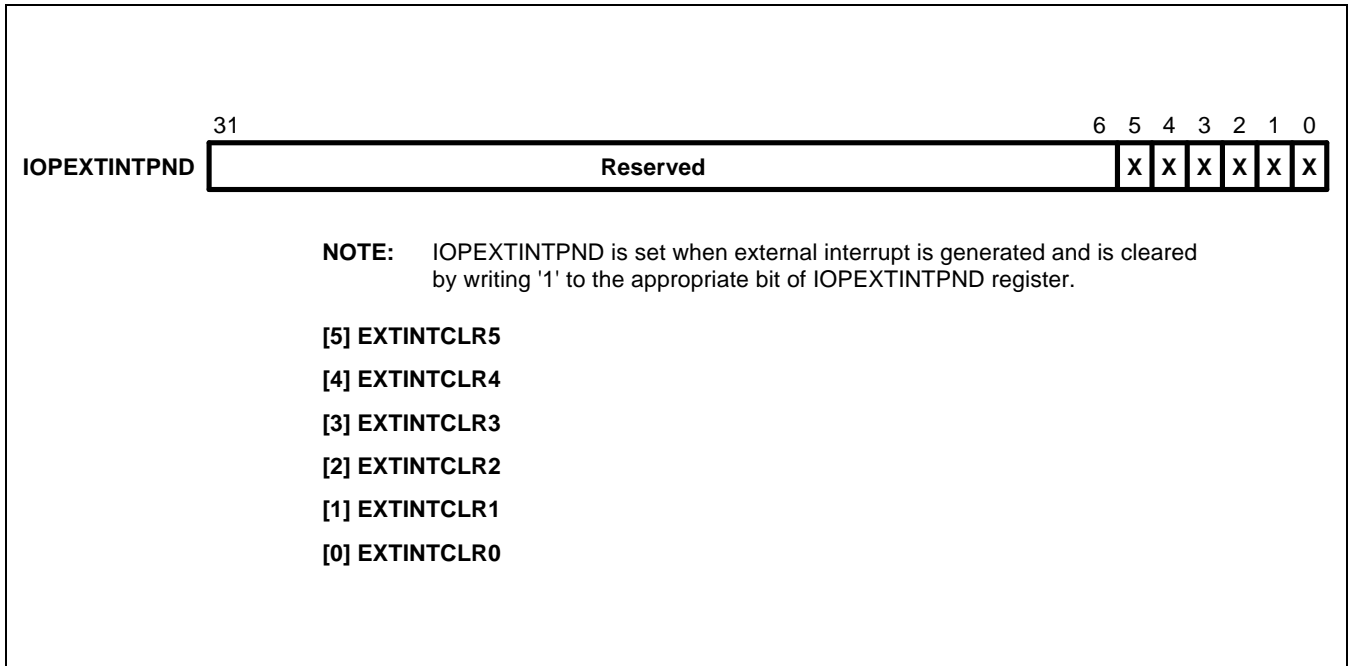 31 6 5 4 3 2 1 0
IOPEXTINTPND Reserved X X X X X X
NOTE: IOPEXTINTPND is set when external interrupt is generated and is cleared
by writing '1' to the appropriate bit of IOPEXTINTPND register.
[5] EXTINTCLR5
[4] EXTINTCLR4
[3] EXTINTCLR3
[2] EXTINTCLR2
[1] EXTINTCLR1
[0] EXTINTCLR0